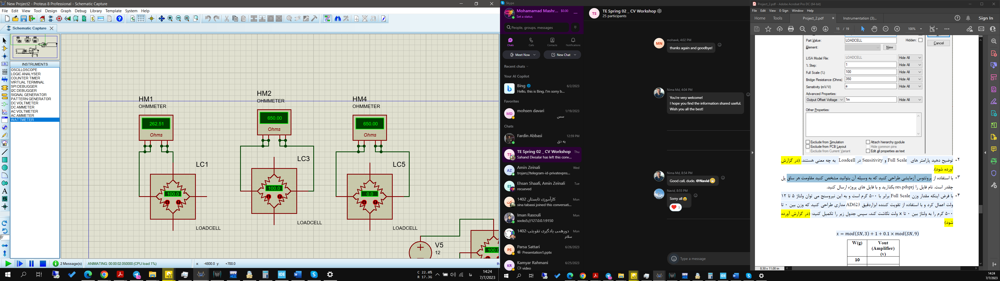 New Project2 - Proteus 8 Professional - Schematic Capture
File Edit View Tool Design Graph Debug Library Template System Help
Schematic Capture
INSTRUMENTS
OSCILLOSCOPE
LOGIC ANALYSER
COUNTER TIMER
VIRTUAL TERMINAL
SPI DEBUGGER
I2C DEBUGGER
SIGNAL GENERATOR
PATTERN GENERATOR
DC VOLTMETER
DC AMMETER
AC VOLTMETER
AC AMMETER
WATTMETER
LBL
0°
HM1
OHMMETER
262.51
Ohms
LC1
100.0
LOADCELL
HM2
OHMMETER
650.00
Ohms
LC3
100.0
LOADCELL
HM4
OHMMETER
650.00
Ohms
LC5
0.0
LOADCELL
V5
12
100.0
2 Message(s)
ANIMATING: 00:00:02.050000 (CPU load 1%)
x: -4800.0 y: +700.0
th
C 22.0%
R 17.3G
14:24
7/7/2023
Skype
Mohamamad Mashr... $0.00
Set a status
People, groups, messages
Chats
Calls
Contacts
Notifications
Meet Now
New Chat
Recent chats
Your AI Copilot
Bing 6/2/2023
Hello, this is Bing. I'm sorry b...
Favorites
MD
mohsen davari 1/19/2023
سس
Chats
Fardin Abbasi 12:59 PM
یه دق
TE Spring 02 _ CV Workshop Thu
Sahand Divsalar has left this conv...
AZ
Amin Zeinali Wed
trojan://telegram-id-privatevpns...
ES
Ehsan Shaafi, Amin Zeinali Tue
recueved
کت
کارآموزی تابستان 1402 Mon
sina tabassi joined this conversati...
Iman Rasouli Mon
socks5://127.0.0.1:9150
دورهمی یادگیری تقویتی-1402 Mon
سلام
PS
Parsa Sattari 6/26/2023
Presentation1.pptx
KR
Kamyar Rahmani 6/25/2023
video
TS
TE Spring 02 _ CV Workshop
25 participants
MN
mohawk, 4:02 PM
thanks again and goodbye!
Nima Md, 4:04 PM
You're very welcome!
I hope you find the information shared useful.
Wish you all the best!
Nima Md, 8:54 PM
Good call, dude. @Navid
Navid, 8:55 PM
Sorry all
3
Type a message
Project_2.pdf - Adobe Acrobat Pro DC (64-bit)
File Edit View E-Sign Window Help
Home Tools Project_2.pdf Instrumentation (3)... Sign In
15 / 19
100%
Part Value: LOADCELL Hidden:
Element: New
Cancel
LISA Model File: LOADCELL Hide All
% Step: 1 Hide All
Full Scale (%) 100 Hide All
Bridge Resistance (Ohms) 350 Hide All
Sensitivity (mV/V) a Hide All
Advanced Properties:
Output Offset Voltage 1m Hide All
Other Properties:
Exclude from Simulation Attach hierarchy module
Exclude from PCB Layout Hide common pins
Exclude from Current Variant Edit all properties as text
۲- توضیح دهید پارامتر های Full Scale و Sensitivity در Loadcell به چه معنی هستند. (در گزارش
آورده شود).
۳- با استفاده از پروتئوس آزمایشی طراحی کنید که به وسیله آن بتوانید مشخص کنید مقاومت هر ساق پل
چقدر است. نام فایل را res.pdsprj بگذارید و با فایل های پروژه ارسال کنید.
۴- با فرض اینکه مقدار وزن Full Scale برابر با ۵۰۰ گرم است و به این نیروسنج می توان ولتاژ ۵ تا ۱۲
ولت اعمال کرد و با استفاده از تقویت کننده ابزاردقیق AD623 مداری طراحی کنید که وزن بین ۰ تا
۵۰۰ گرم را به ولتاژ بین ۰ تا x ولت نگاشت کند، سپس جدول زیر را تکمیل کنید: (در گزارش آورده
شود)
x = mod(SN, 3) + 1 + 0.1 × mod(SN, 9)
W(g) Vout
(Amplifier)
(v)
10
8.50 x 11.00 in
14:24
7/7/2023